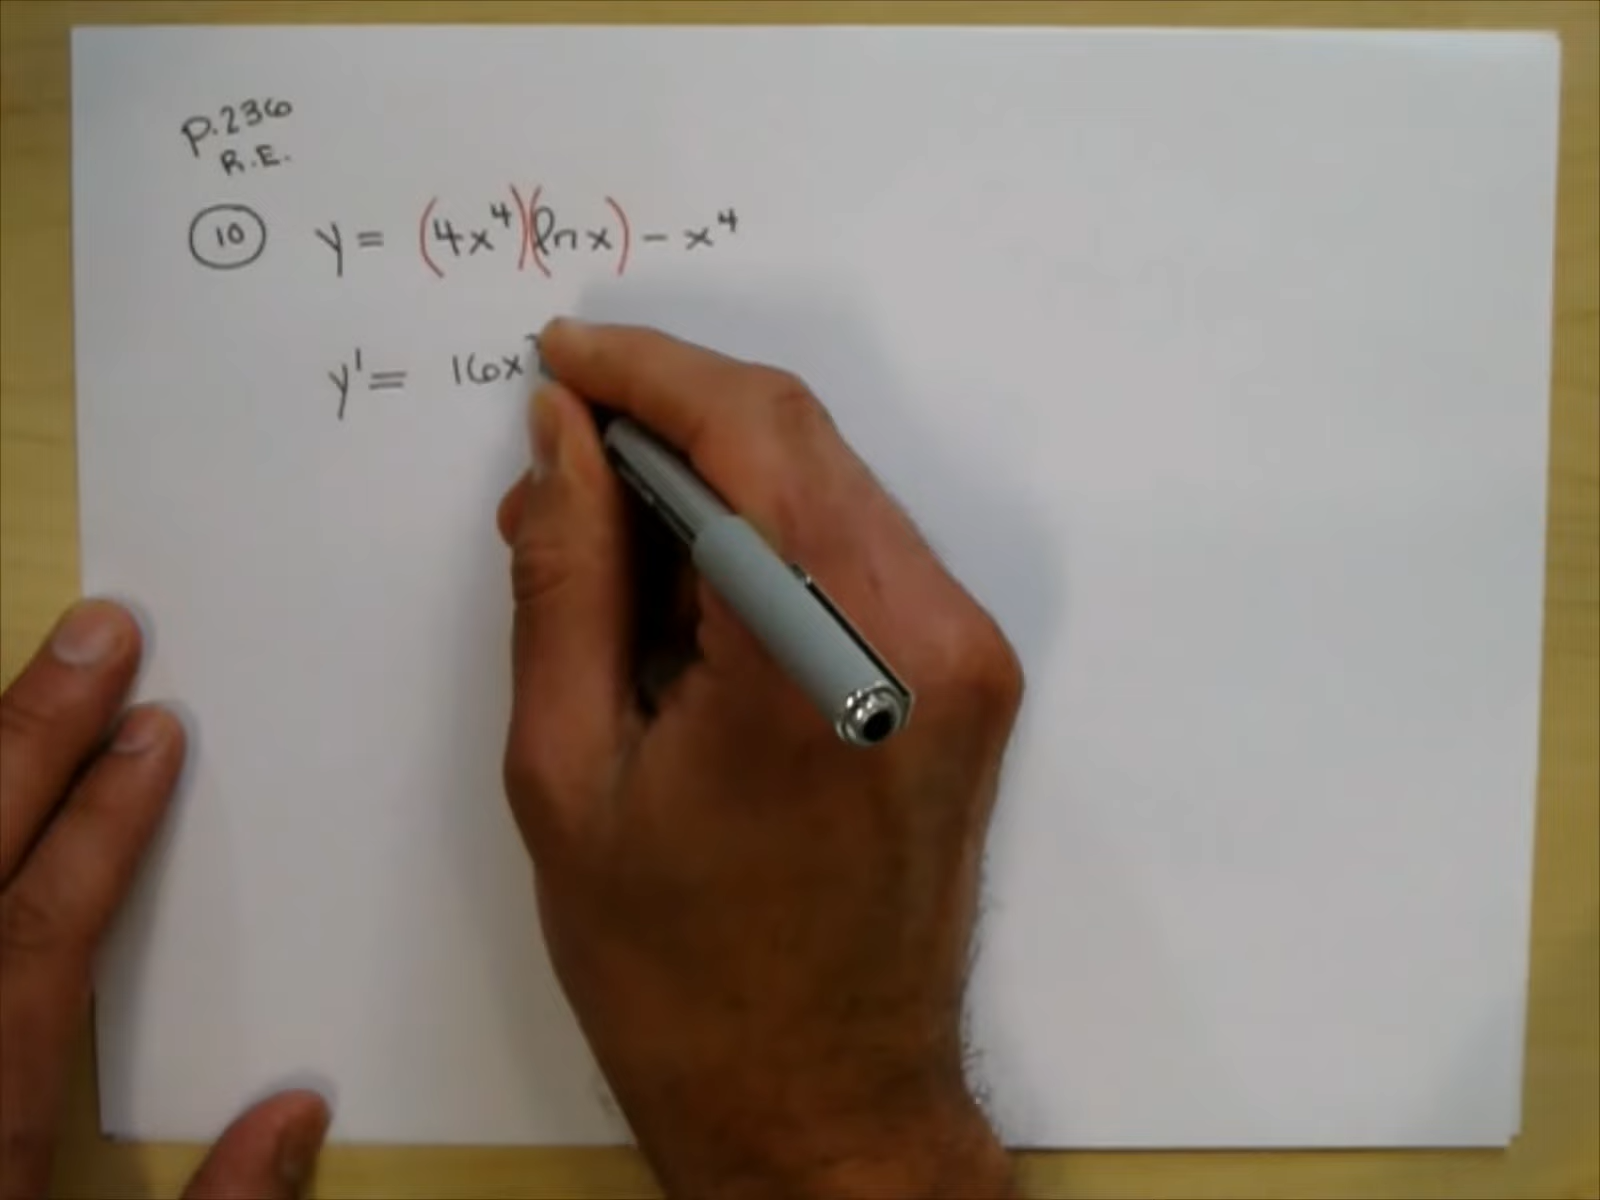 p.236
R.E.
10 y = (4x⁴)(ln x) - x⁴
y' = 16x